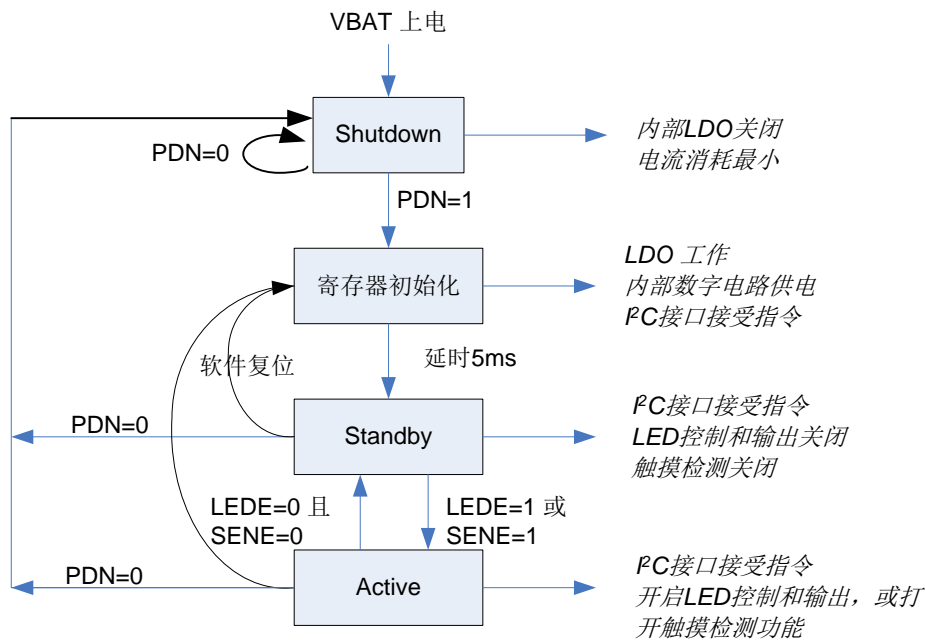 VBAT 上电
Shutdown
PDN=0
内部LDO关闭
电流消耗最小
PDN=1
寄存器初始化
LDO 工作
内部数字电路供电
I²C接口接受指令
软件复位
延时5ms
PDN=0
Standby
I²C接口接受指令
LED控制和输出关闭
触摸检测关闭
LEDE=0 且
SENE=0
LEDE=1 或
SENE=1
PDN=0
Active
I²C接口接受指令
开启LED控制和输出，或打
开触摸检测功能